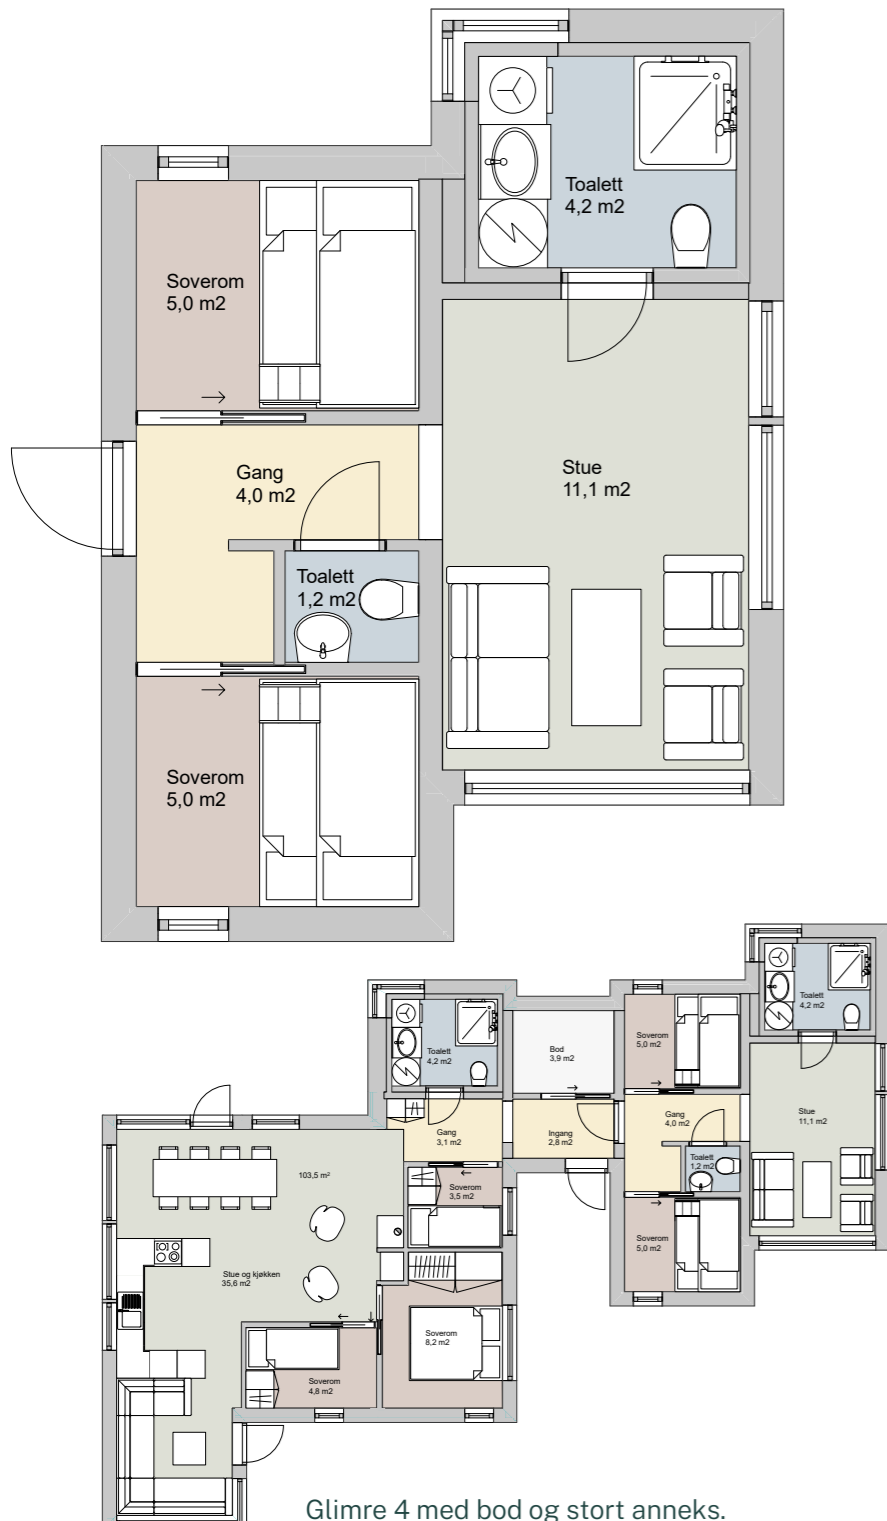 Toalett
4,2 m2
Soverom
5,0 m2
Gang
4,0 m2
Stue
11,1 m2
Toalett
1,2 m2
Soverom
5,0 m2
Toalett
4,2 m2
Toalett
4,2 m2
Bod
3,9 m2
Soverom
5,0 m2
Stue
11,1 m2
Gang
4,0 m2
Gang
3,1 m2
Ingang
2,8 m2
Toalett
1,2 m2
103,5 m²
Soverom
3,5 m2
Soverom
5,0 m2
Stue og kjøkken
35,6 m2
Soverom
8,2 m2
Soverom
4,8 m2
Glimre 4 med bod og stort anneks.